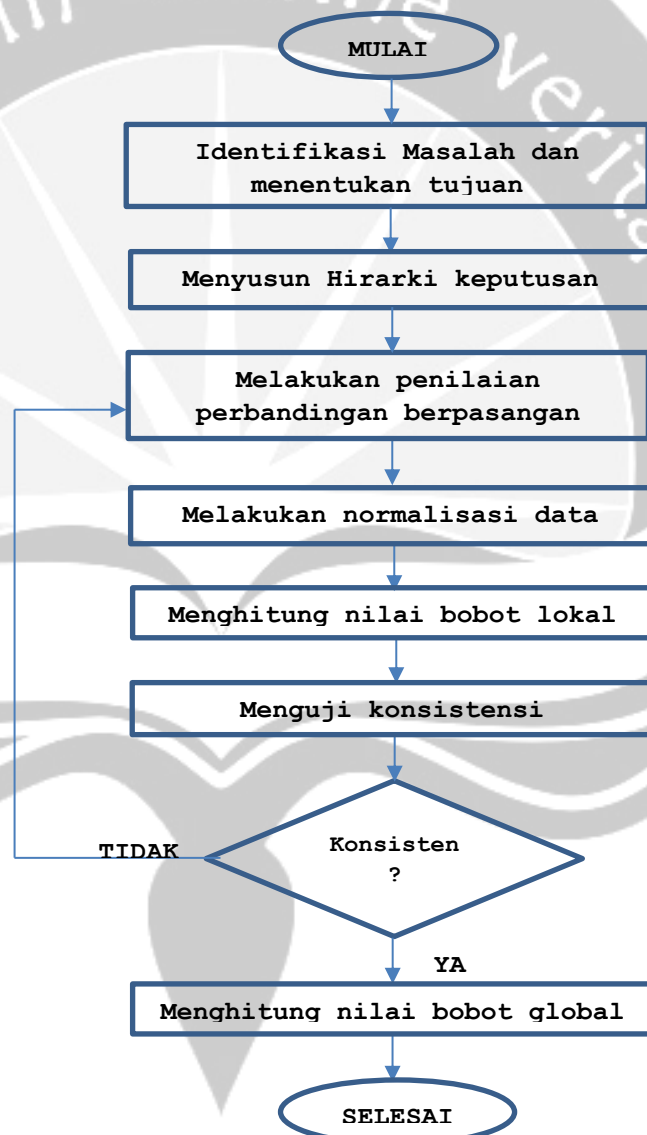 MULAI
Identifikasi Masalah dan
menentukan tujuan
Menyusun Hirarki keputusan
Melakukan penilaian
perbandingan berpasangan
Melakukan normalisasi data
Menghitung nilai bobot lokal
Menguji konsistensi
Konsisten
?
TIDAK
YA
Menghitung nilai bobot global
SELESAI